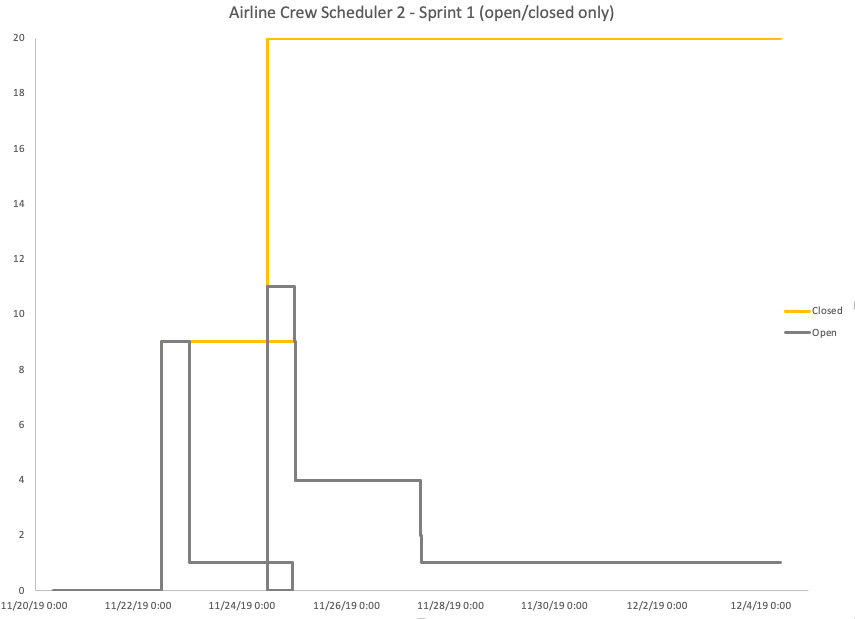 Airline Crew Scheduler 2 - Sprint 1 (open/closed only)
20
18
16
14
12
10
8
6
4
2
0
Closed
Open
11/20/19 0:00 11/22/19 0:00 11/24/19 0:00 11/26/19 0:00 11/28/19 0:00 11/30/19 0:00 12/2/19 0:00 12/4/19 0:00